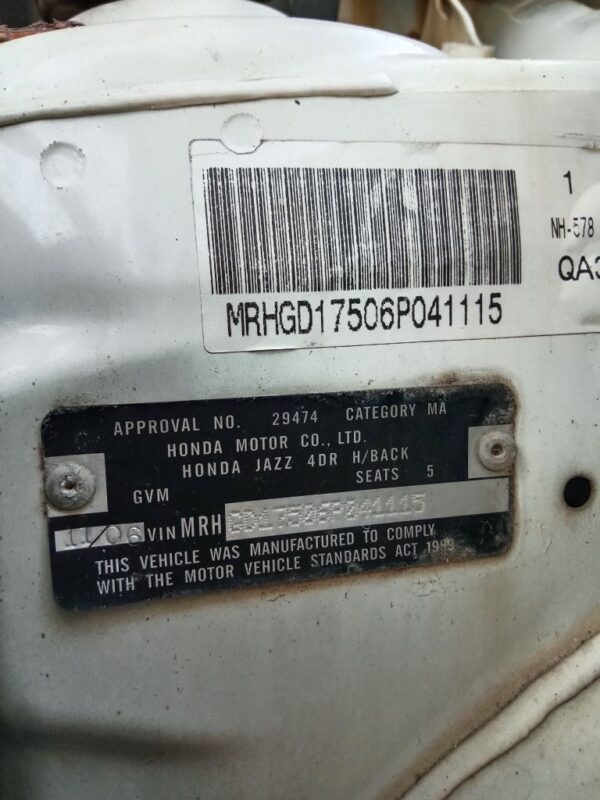 1
NH-578
QA3
MRHGD17506P041115
APPROVAL NO. 29474 CATEGORY MA
HONDA MOTOR CO., LTD.
HONDA JAZZ 4DR H/BACK
GVM SEATS 5
11/06 VIN MRH GD17506P041115
THIS VEHICLE WAS MANUFACTURED TO COMPLY
WITH THE MOTOR VEHICLE STANDARDS ACT 1989